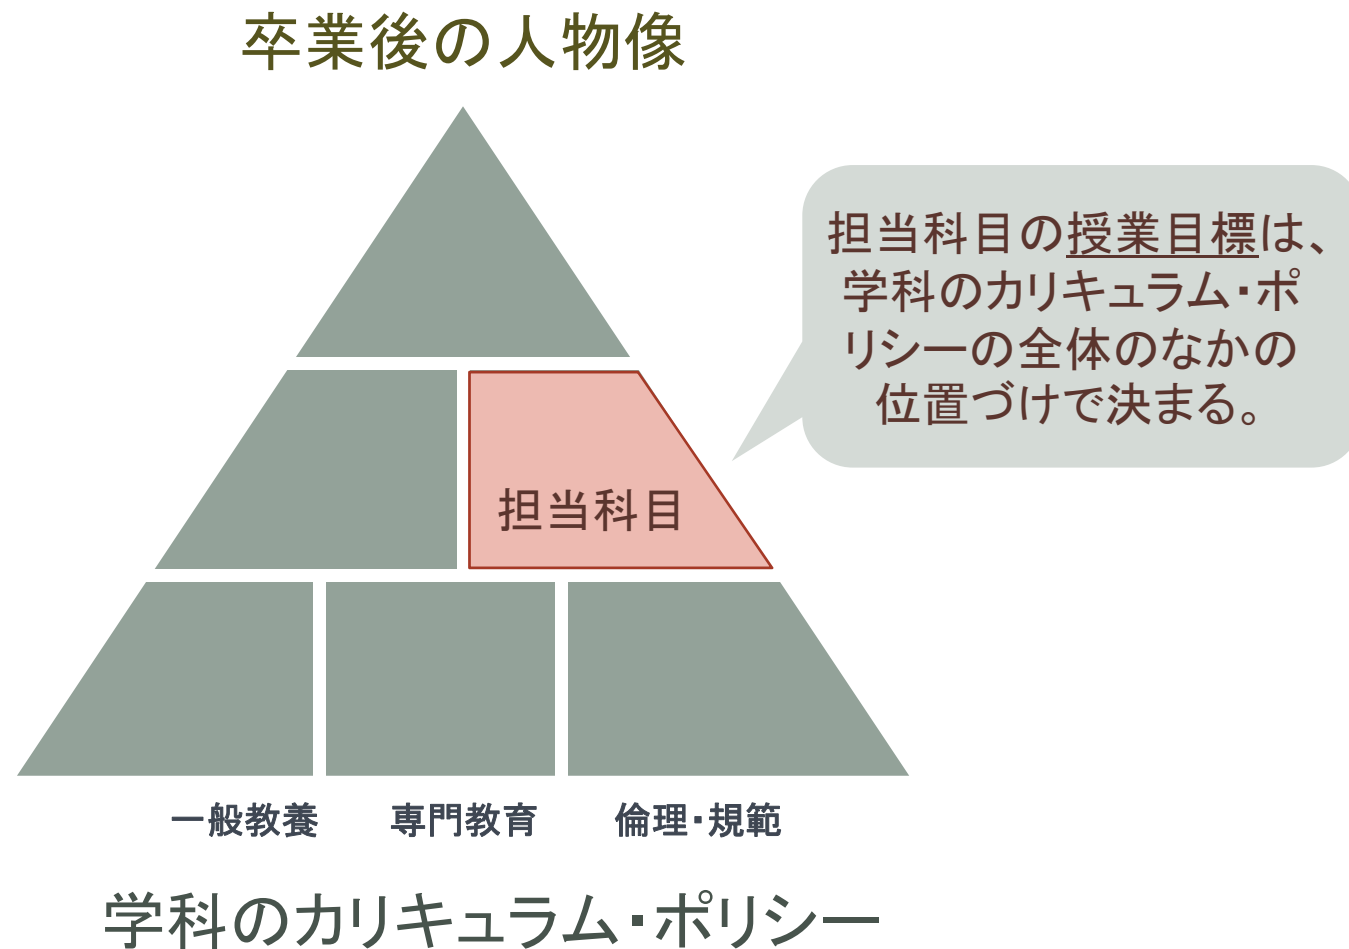 卒業後の人物像
担当科目の授業目標は、
学科のカリキュラム・ポ
リシーの全体のなかの
位置づけで決まる。
担当科目
一般教養 専門教育 倫理・規範
学科のカリキュラム・ポリシー